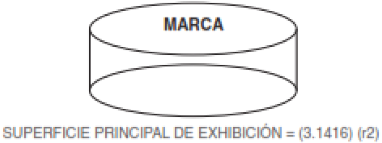 MARCA
SUPERFICIE PRINCIPAL DE EXHIBICIÓN = (3.1416) (r2)